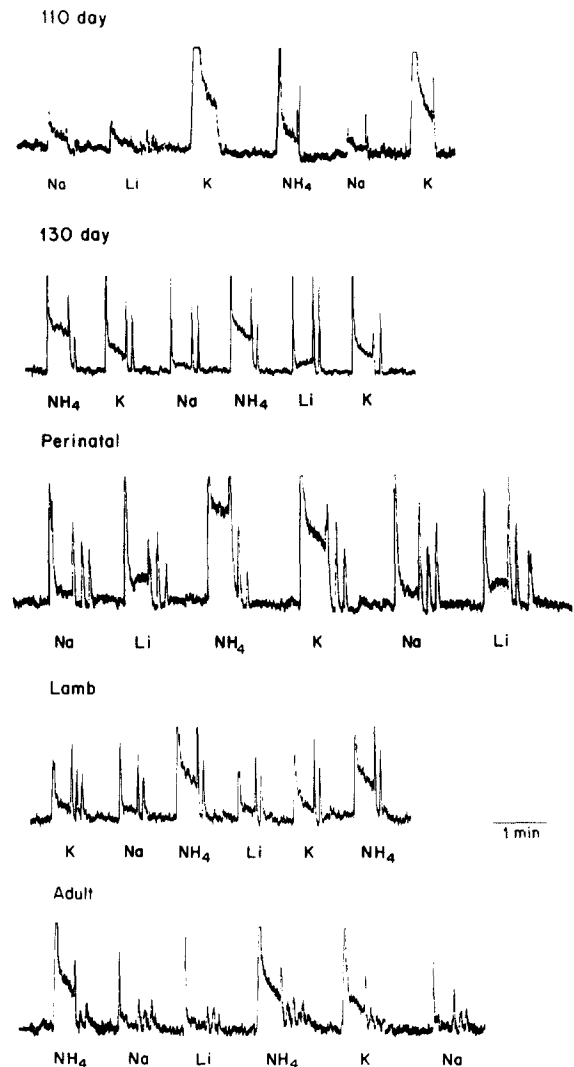 110 day
Na Li K NH₄ Na K
130 day
NH₄ K Na NH₄ Li K
Perinatal
Na Li NH₄ K Na Li
Lamb
1 min
K Na NH₄ Li K NH₄
Adult
NH₄ Na Li NH₄ K Na